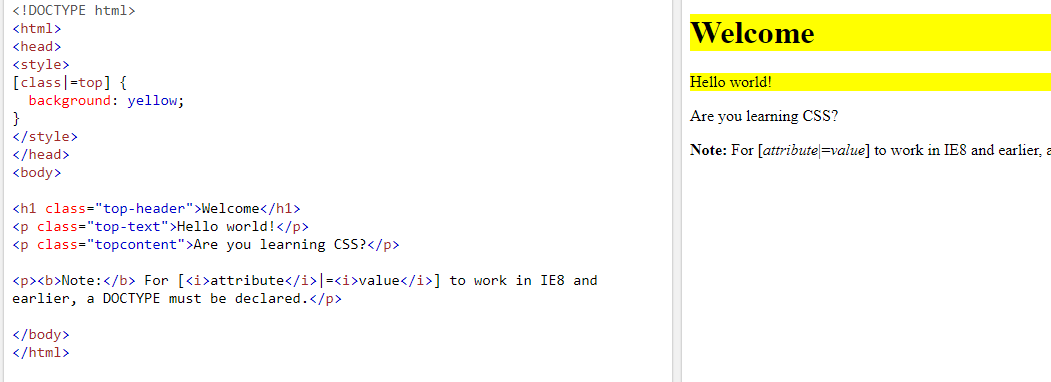 <!DOCTYPE html>
<html>
<head>
<style>
[class|=top] {
  background: yellow;
}
</style>
</head>
<body>

<h1 class="top-header">Welcome</h1>
<p class="top-text">Hello world!</p>
<p class="topcontent">Are you learning CSS?</p>

<p><b>Note:</b> For [<i>attribute</i>|=<i>value</i>] to work in IE8 and
earlier, a DOCTYPE must be declared.</p>

</body>
</html>
Welcome
Hello world!
Are you learning CSS?
Note: For [attribute|=value] to work in IE8 and earlier, a